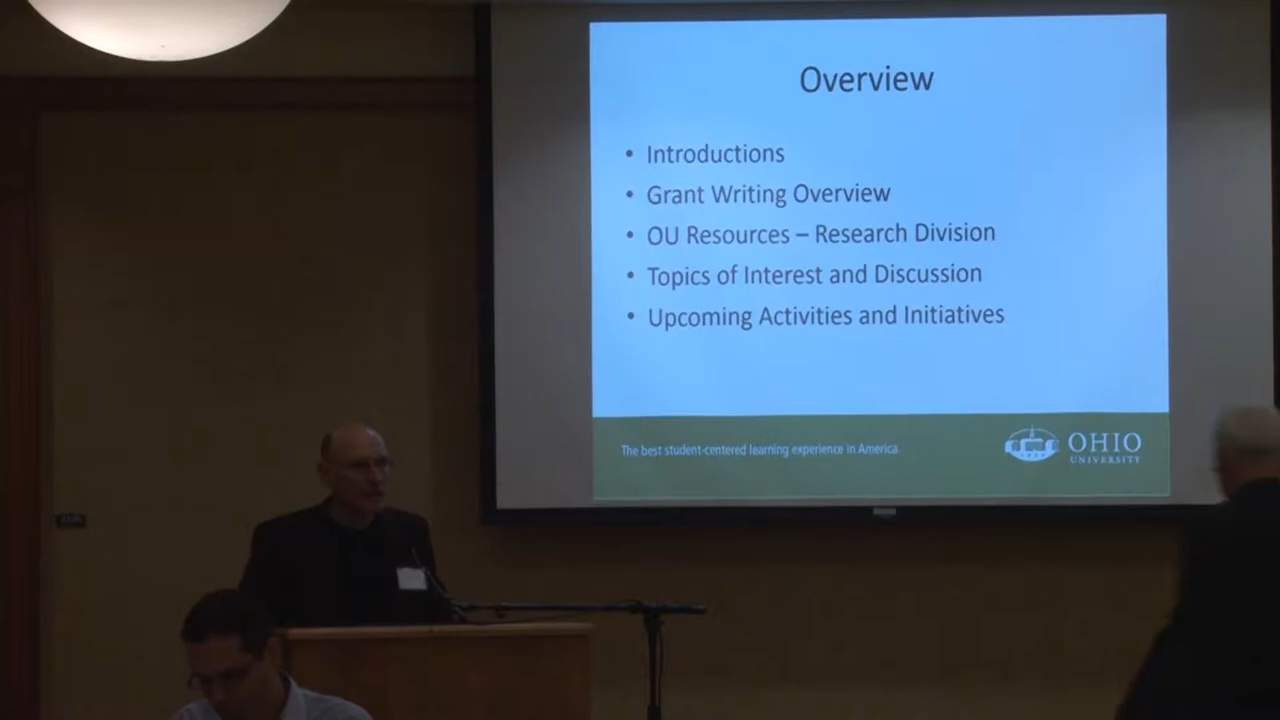 Overview
• Introductions
• Grant Writing Overview
• OU Resources – Research Division
• Topics of Interest and Discussion
• Upcoming Activities and Initiatives
The best student-centered learning experience in America
OHIO
UNIVERSITY